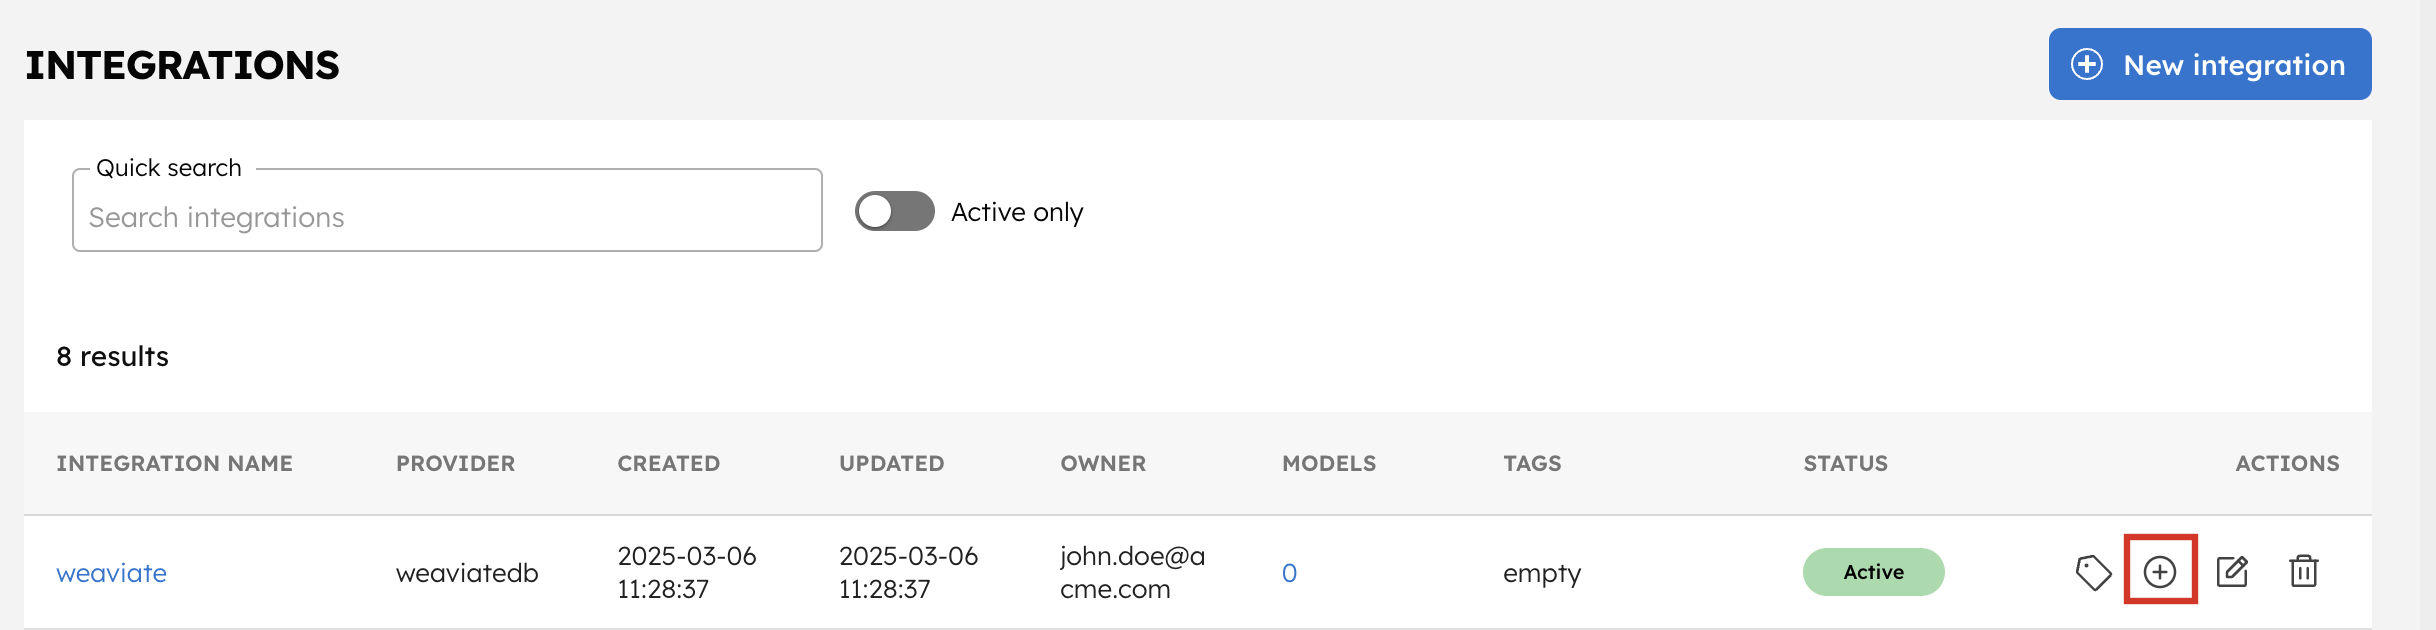 INTEGRATIONS
New integration
Quick search
Search integrations
Active only
8 results
INTEGRATION NAME PROVIDER CREATED UPDATED OWNER MODELS TAGS STATUS ACTIONS
weaviate weaviatedb 2025-03-06 2025-03-06 john.doe@a 0 empty Active
11:28:37 11:28:37 cme.com